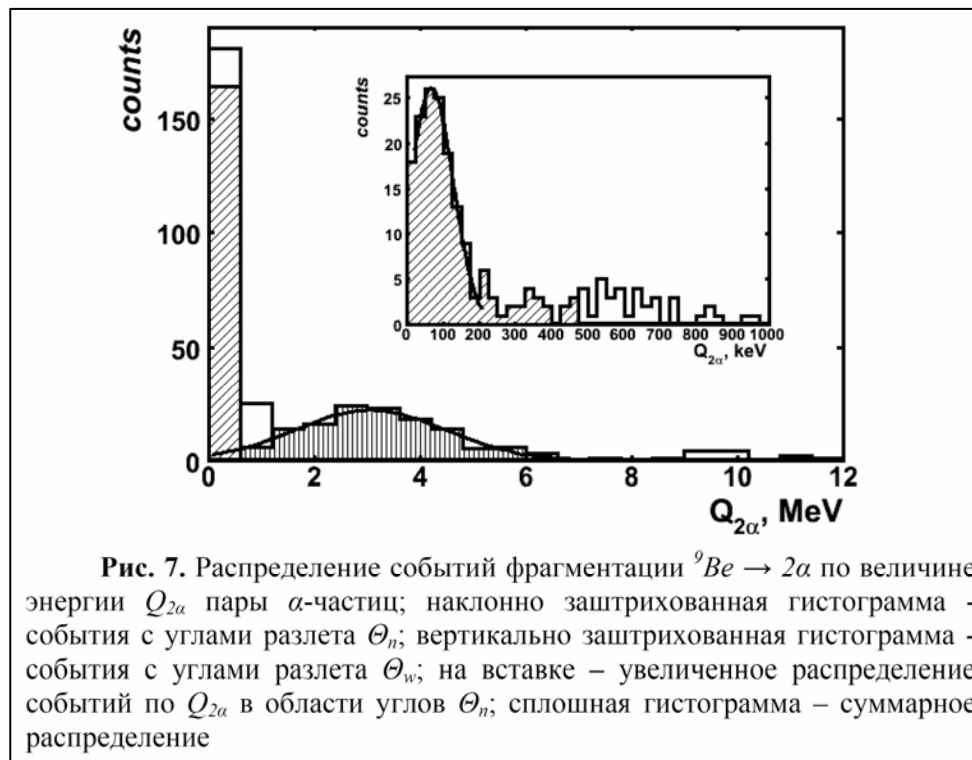 counts
150
100
50
0
counts
25
20
15
10
5
0
0 100 200 300 400 500 600 700 800 900 1000
Q2α, keV
0 2 4 6 8 10 12
Q2α, MeV
Рис. 7. Распределение событий фрагментации ⁹Be → 2α по величине
энергии Q2α пары α-частиц; наклонно заштрихованная гистограмма -
события с углами разлета Θn; вертикально заштрихованная гистограмма -
события с углами разлета Θw; на вставке – увеличенное распределение
событий по Q2α в области углов Θn; сплошная гистограмма – суммарное
распределение